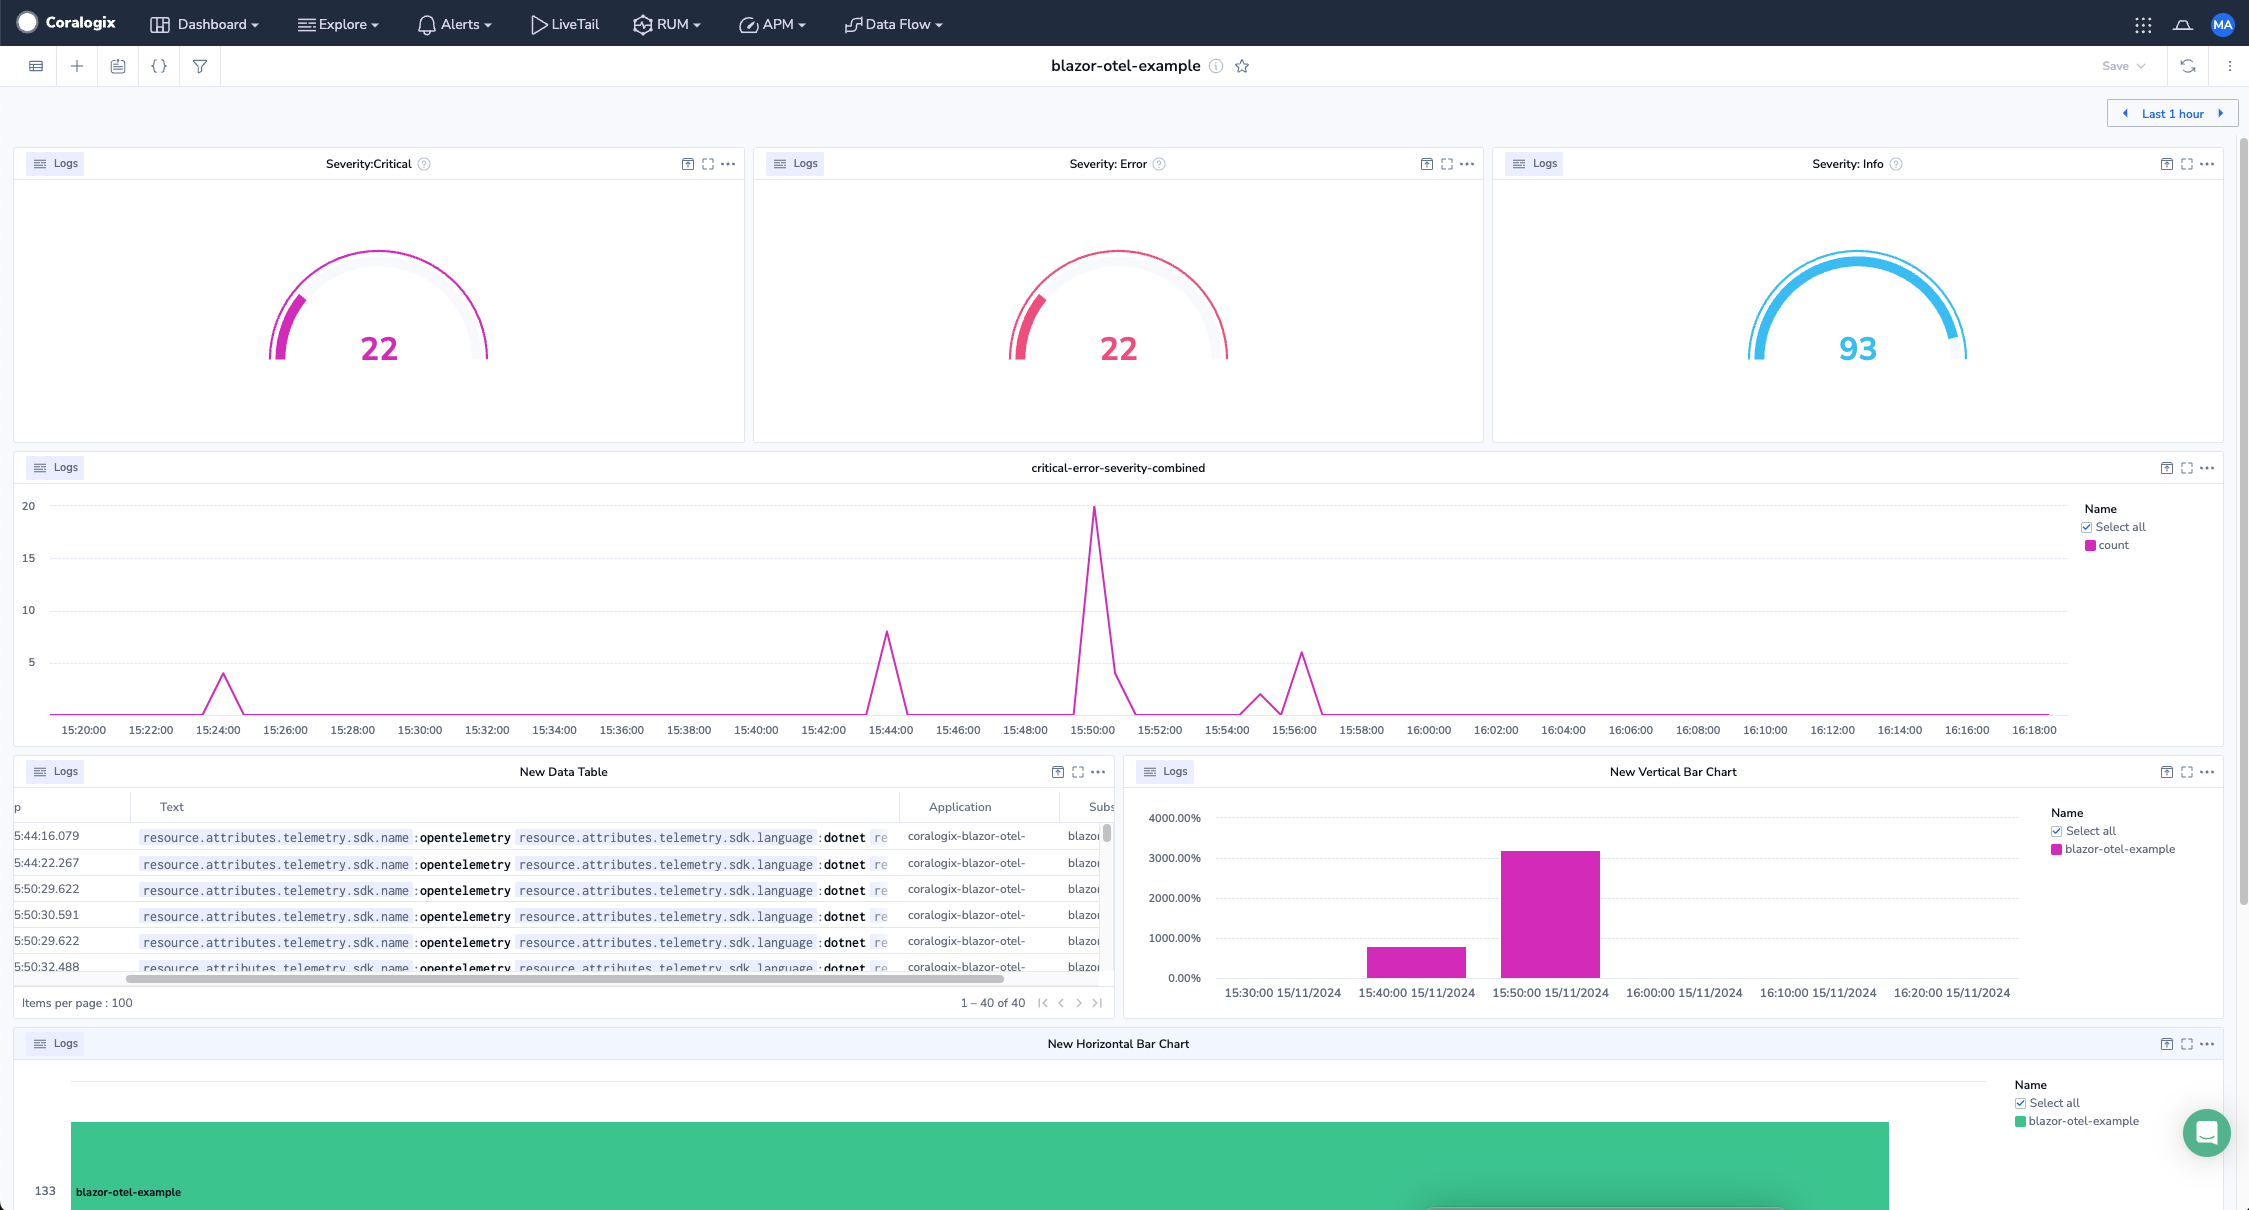 Coralogix Dashboard Explore Alerts LiveTail RUM APM Data Flow MA
blazor-otel-example Save
Last 1 hour
Logs Severity:Critical
22
Logs Severity: Error
22
Logs Severity: Info
93
Logs critical-error-severity-combined
20
15
10
5
15:20:00 15:22:00 15:24:00 15:26:00 15:28:00 15:30:00 15:32:00 15:34:00 15:36:00 15:38:00 15:40:00 15:42:00 15:44:00 15:46:00 15:48:00 15:50:00 15:52:00 15:54:00 15:56:00 15:58:00 16:00:00 16:02:00 16:04:00 16:06:00 16:08:00 16:10:00 16:12:00 16:14:00 16:16:00 16:18:00
Name
Select all
count
Logs New Data Table
p Text Application Subs
5:44:16.079 resource.attributes.telemetry.sdk.name:opentelemetry resource.attributes.telemetry.sdk.language:dotnet re coralogix-blazor-otel- blazor
5:44:22.267 resource.attributes.telemetry.sdk.name:opentelemetry resource.attributes.telemetry.sdk.language:dotnet re coralogix-blazor-otel- blazor
5:50:29.622 resource.attributes.telemetry.sdk.name:opentelemetry resource.attributes.telemetry.sdk.language:dotnet re coralogix-blazor-otel- blazor
5:50:30.591 resource.attributes.telemetry.sdk.name:opentelemetry resource.attributes.telemetry.sdk.language:dotnet re coralogix-blazor-otel- blazor
5:50:29.622 resource.attributes.telemetry.sdk.name:opentelemetry resource.attributes.telemetry.sdk.language:dotnet re coralogix-blazor-otel- blazor
5:50:32.488 resource.attributes.telemetry.sdk.name:opentelemetry resource.attributes.telemetry.sdk.language:dotnet re coralogix-blazor-otel- blazor
Items per page : 100 1 – 40 of 40
Logs New Vertical Bar Chart
4000.00%
3000.00%
2000.00%
1000.00%
0.00%
15:30:00 15/11/2024 15:40:00 15/11/2024 15:50:00 15/11/2024 16:00:00 15/11/2024 16:10:00 15/11/2024 16:20:00 15/11/2024
Name
Select all
blazor-otel-example
Logs New Horizontal Bar Chart
133 blazor-otel-example
Name
Select all
blazor-otel-example